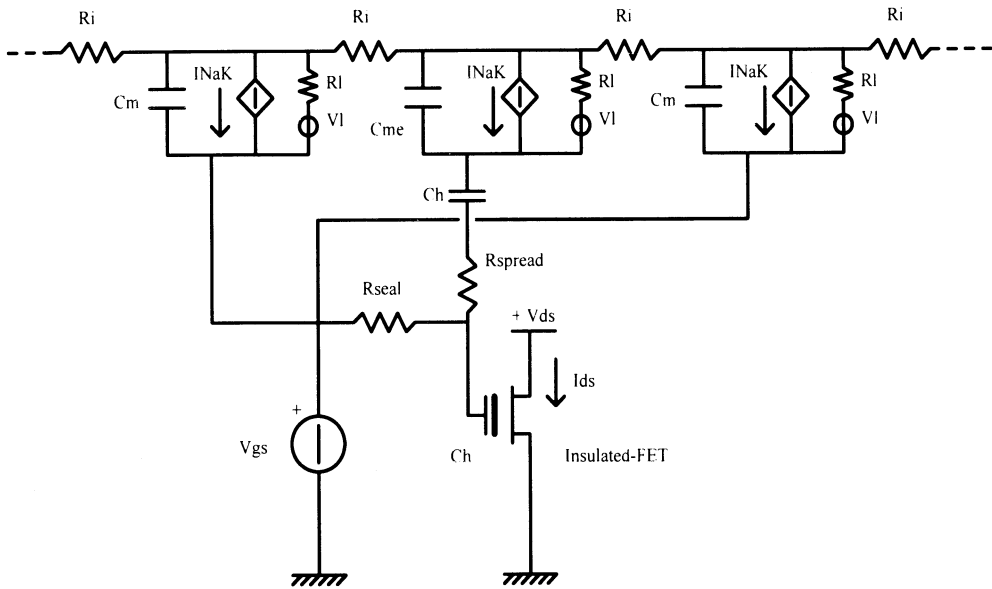 Ri
Ri
Ri
Ri
Cm
INaK
Rl
Vl
Cme
INaK
Rl
Vl
Cm
INaK
Rl
Vl
Ch
Rspread
Rseal
+ Vds
Ids
+
Vgs
Ch
Insulated-FET